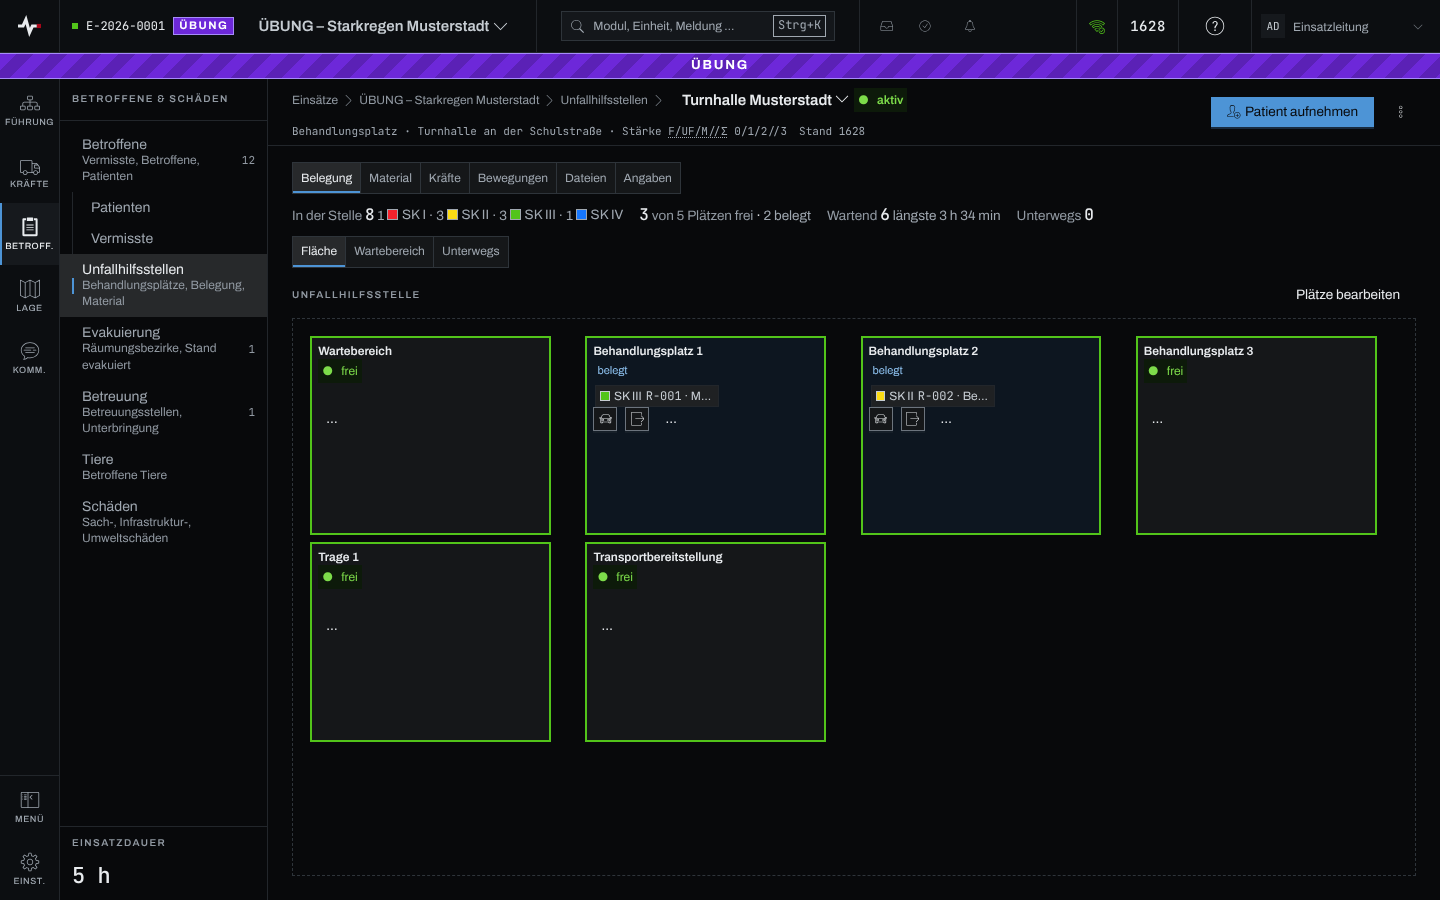 E-2026-0001 ÜBUNG ÜBUNG – Starkregen Musterstadt Modul, Einheit, Meldung ... Strg+K 1628 ? AD Einsatzleitung
ÜBUNG
FÜHRUNG
KRÄFTE
BETROFF.
LAGE
KOMM.
MENÜ
EINST.
BETROFFENE & SCHÄDEN
Betroffene
Vermisste, Betroffene, 12
Patienten
Patienten
Vermisste
Unfallhilfsstellen
Behandlungsplätze, Belegung,
Material
Evakuierung
Räumungsbezirke, Stand 1
evakuiert
Betreuung
Betreuungsstellen, 1
Unterbringung
Tiere
Betroffene Tiere
Schäden
Sach-, Infrastruktur-,
Umweltschäden
EINSATZDAUER
5 h
Einsätze ÜBUNG – Starkregen Musterstadt Unfallhilfsstellen Turnhalle Musterstadt aktiv
Behandlungsplatz · Turnhalle an der Schulstraße · Stärke F/UF/M//Σ 0/1/2//3 Stand 1628
Patient aufnehmen
Belegung Material Kräfte Bewegungen Dateien Angaben
In der Stelle 8 1 SK I · 3 SK II · 3 SK III · 1 SK IV 3 von 5 Plätzen frei · 2 belegt Wartend 6 längste 3 h 34 min Unterwegs 0
Fläche Wartebereich Unterwegs
UNFALLHILFSSTELLE Plätze bearbeiten
Wartebereich
frei
...
Behandlungsplatz 1
belegt
SK III R-001 · M...
...
Behandlungsplatz 2
belegt
SK II R-002 · Be...
...
Behandlungsplatz 3
frei
...
Trage 1
frei
...
Transportbereitstellung
frei
...